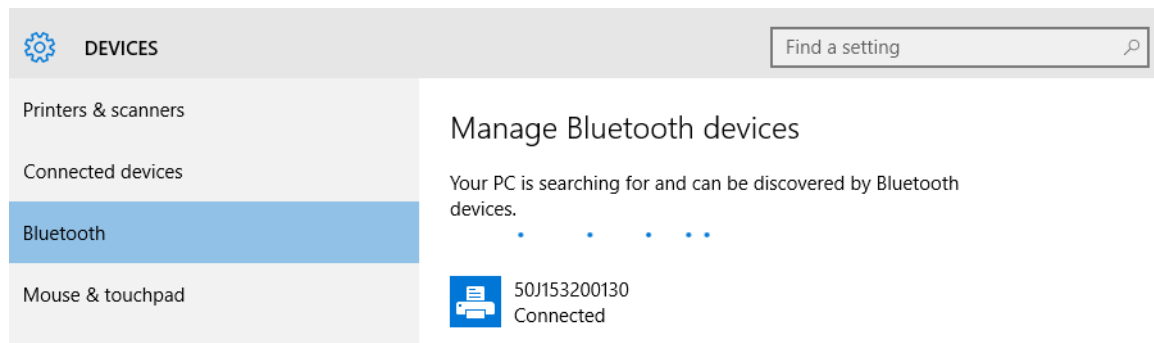 DEVICES
Find a setting
Printers & scanners
Connected devices
Bluetooth
Mouse & touchpad
Manage Bluetooth devices
Your PC is searching for and can be discovered by Bluetooth
devices.
50J153200130
Connected